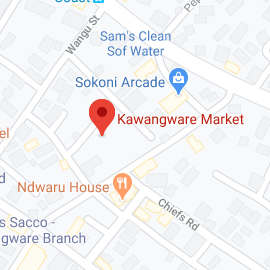 Wangu St
Sam's Clean
Sof Water
Sokoni Arcade
Kawangware Market
Ndwaru House
Chiefs Rd
s Sacco -
gware Branch